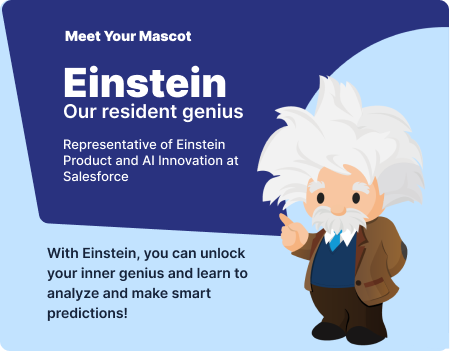 Meet Your Mascot
Einstein
Our resident genius
Representative of Einstein
Product and AI Innovation at
Salesforce
With Einstein, you can unlock
your inner genius and learn to
analyze and make smart
predictions!